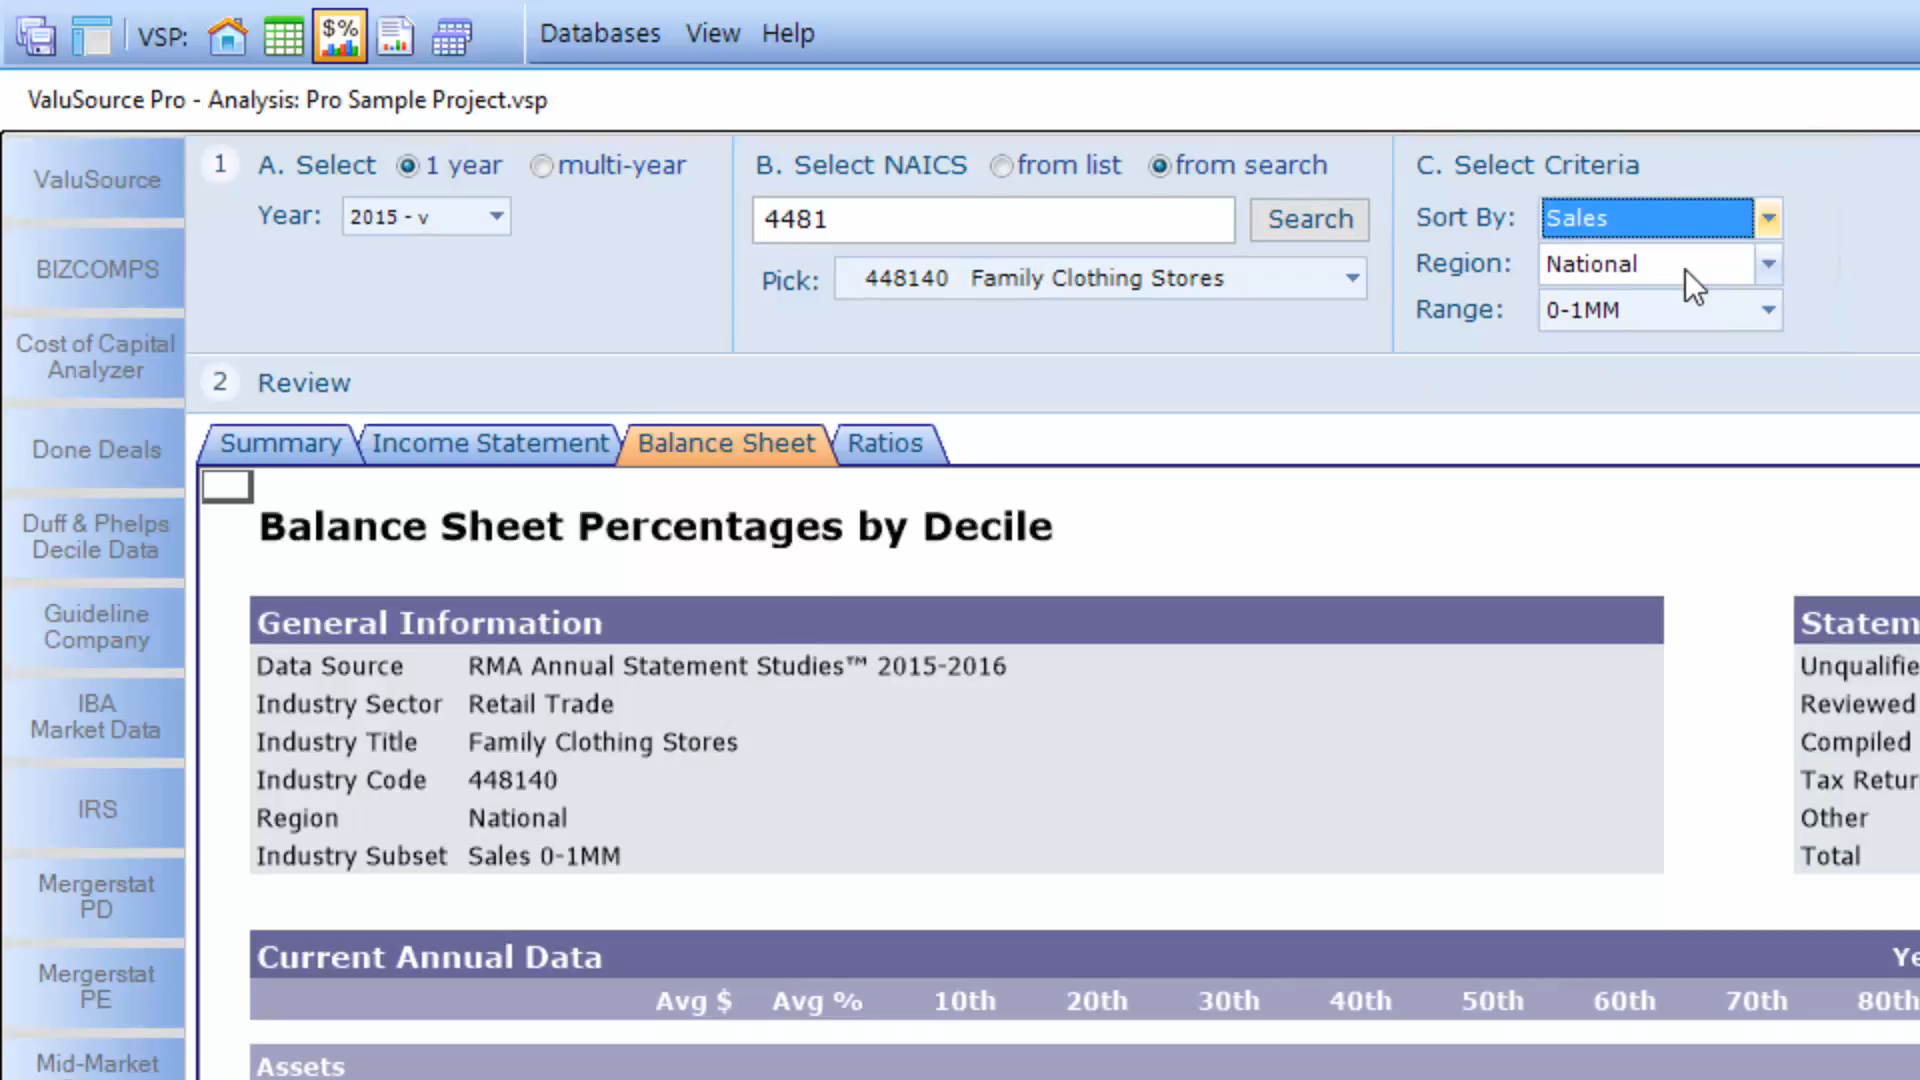 VSP: $% Databases View Help
ValuSource Pro - Analysis: Pro Sample Project.vsp
ValuSource
BIZCOMPS
Cost of Capital
Analyzer
Done Deals
Duff & Phelps
Decile Data
Guideline
Company
IBA
Market Data
IRS
Mergerstat
PD
Mergerstat
PE
Mid-Market
1 A. Select 1 year multi-year
Year: 2015 - v
B. Select NAICS from list from search
4481 Search
Pick: 448140 Family Clothing Stores
C. Select Criteria
Sort By: Sales
Region: National
Range: 0-1MM
2 Review
Summary Income Statement Balance Sheet Ratios
Balance Sheet Percentages by Decile
General Information
Data Source RMA Annual Statement Studies™ 2015-2016
Industry Sector Retail Trade
Industry Title Family Clothing Stores
Industry Code 448140
Region National
Industry Subset Sales 0-1MM
Statem
Unqualifie
Reviewed
Compiled
Tax Retur
Other
Total
Current Annual Data Ye
Avg $ Avg % 10th 20th 30th 40th 50th 60th 70th 80th
Assets